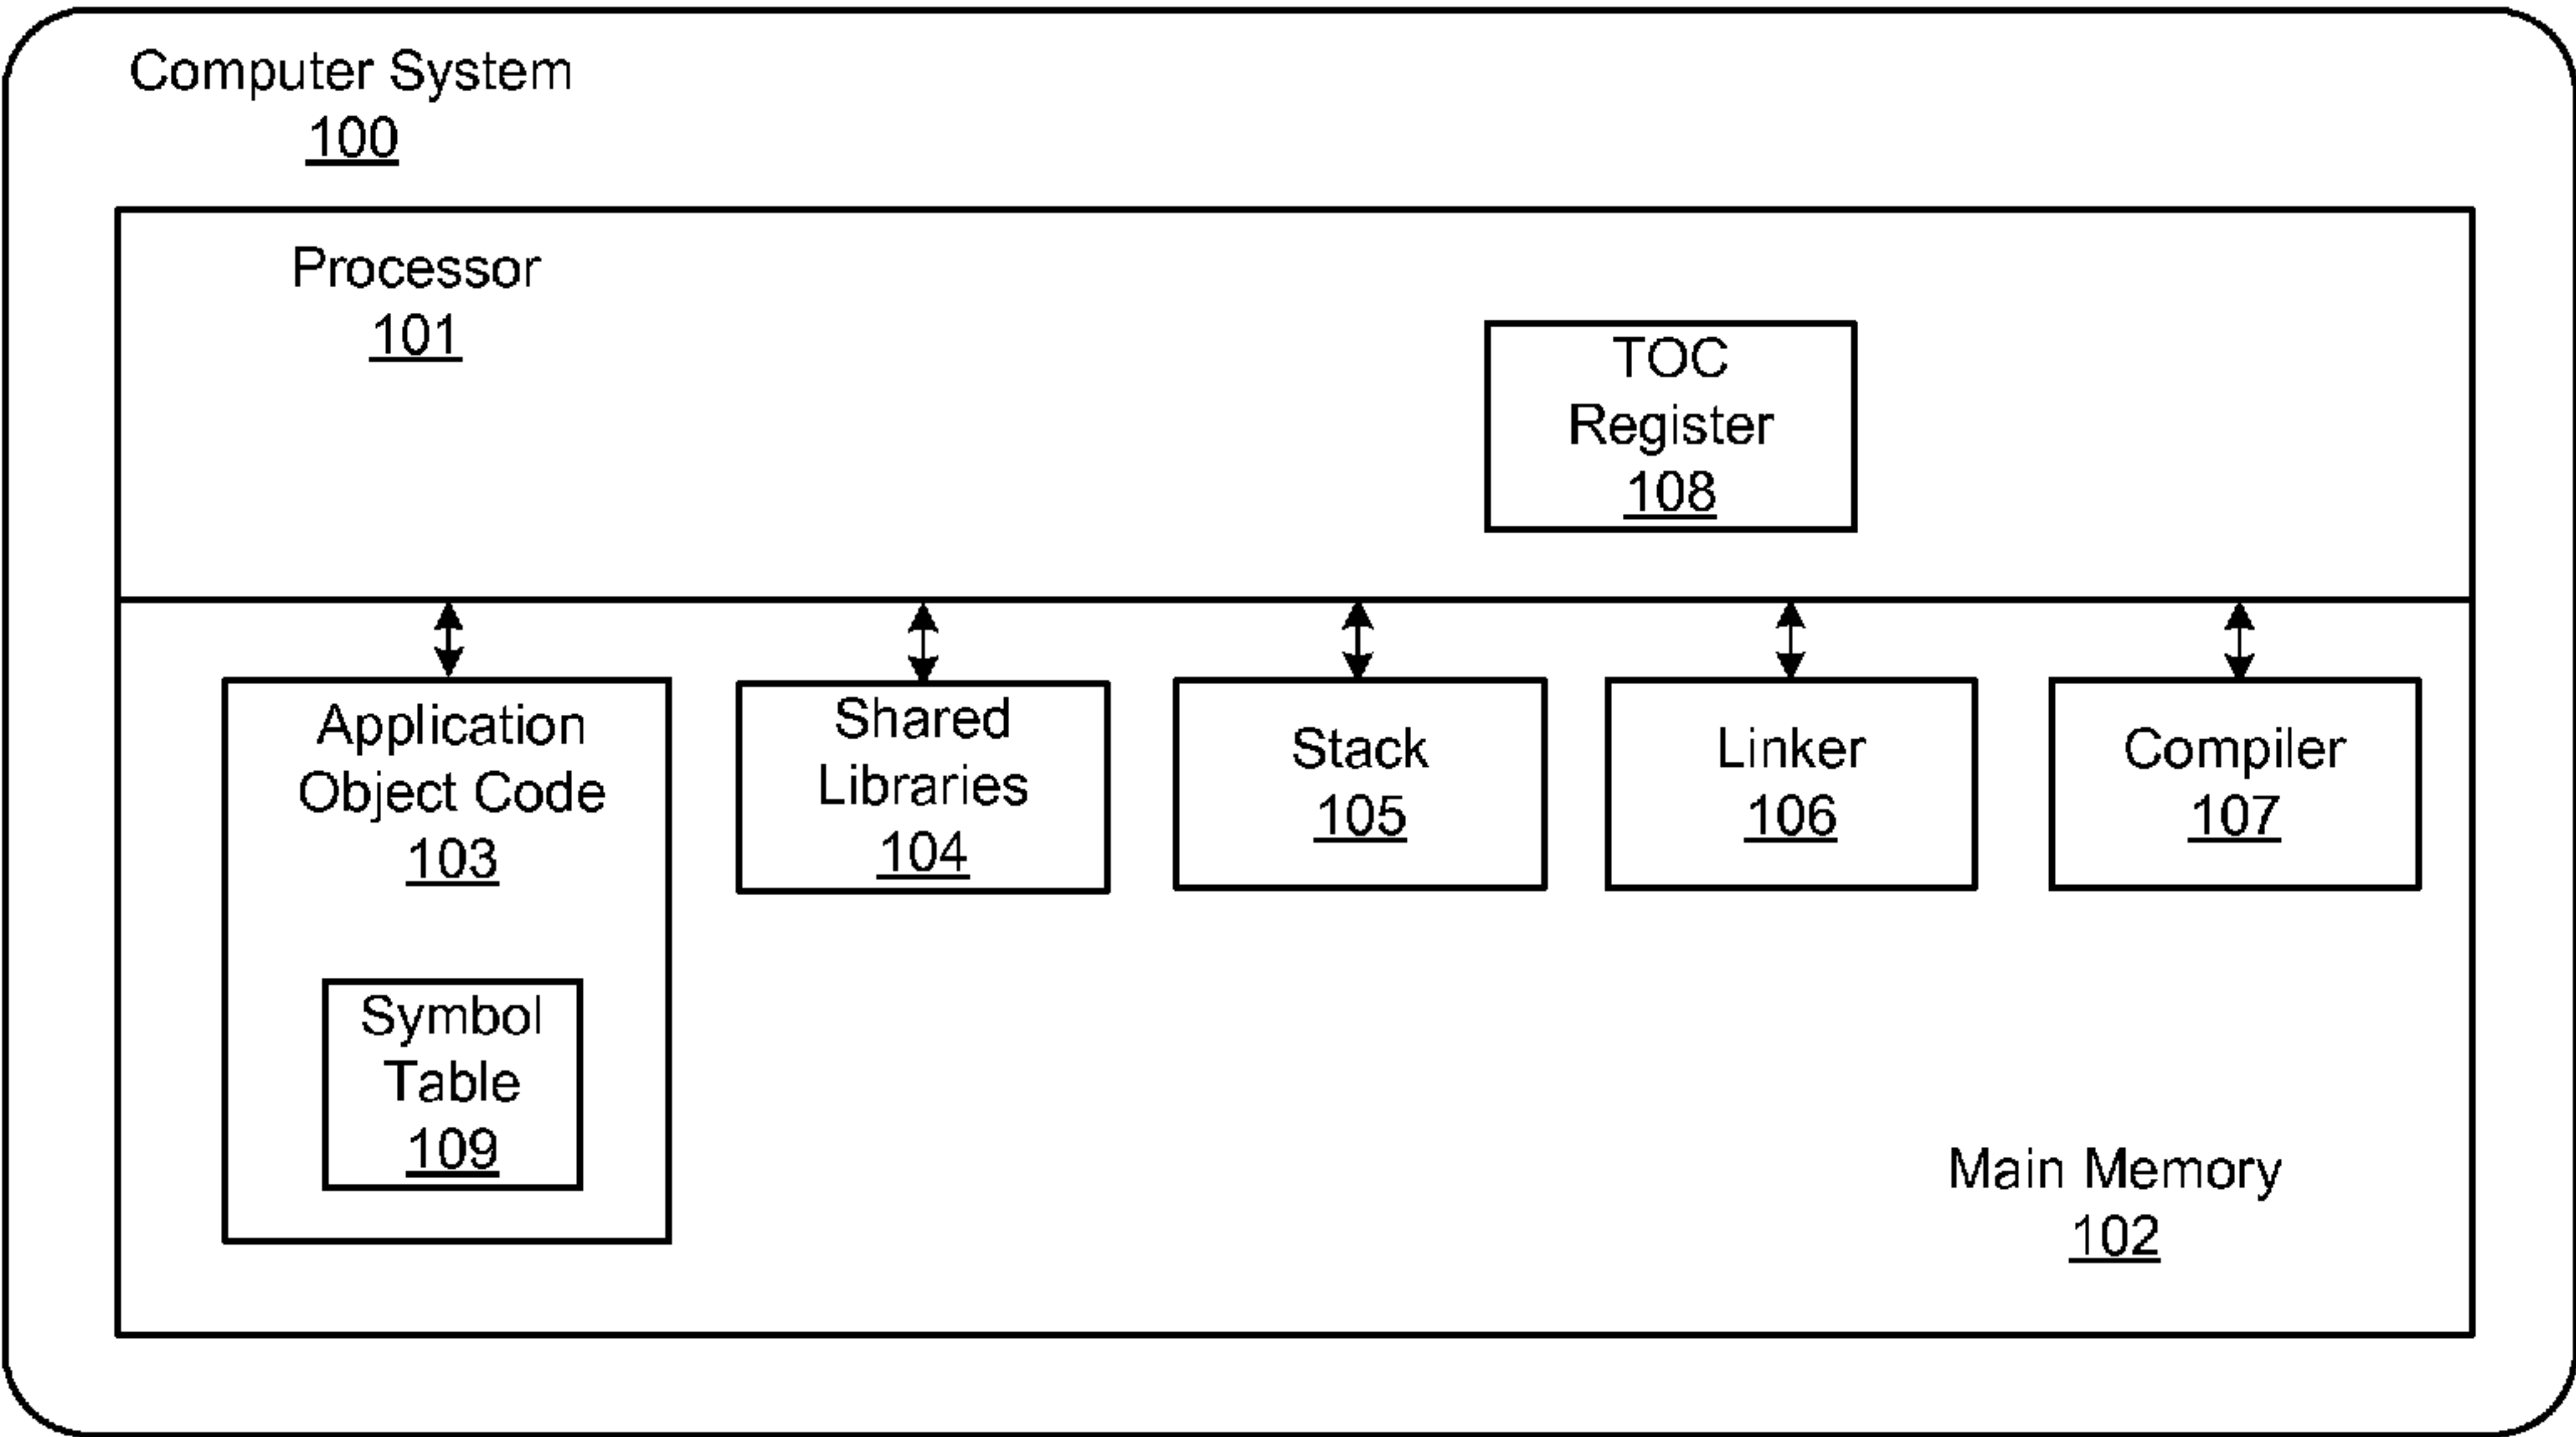 Computer System
100
Processor
101
TOC
Register
108
Application
Object Code
103
Shared
Libraries
104
Stack
105
Linker
106
Compiler
107
Symbol
Table
109
Main Memory
102